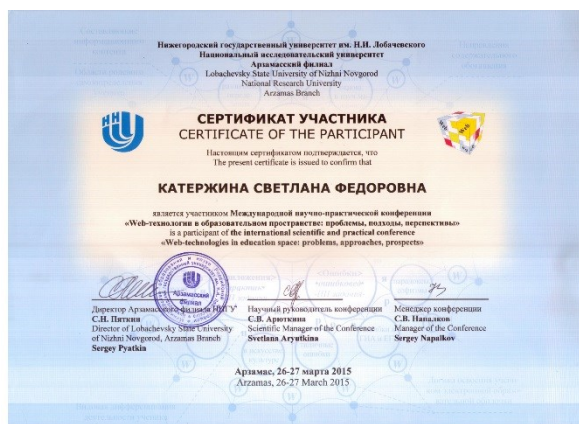 Нижегородский государственный университет им. Н.И. Лобачевского
Национальный исследовательский университет
Арзамасский филиал
Lobachevsky State University of Nizhni Novgorod
National Research University
Arzamas Branch
СЕРТИФИКАТ УЧАСТНИКА
CERTIFICATE OF THE PARTICIPANT
Настоящим сертификатом подтверждается, что
The present certificate is issued to confirm that
КАТЕРЖИНА СВЕТЛАНА ФЕДОРОВНА
является участником Международной научно-практической конференции
«Web-технологии в образовательном пространстве: проблемы, подходы, перспективы»
is a participant of the international scientific and practical conference
«Web-technologies in education space: problems, approaches, prospects»
Арзамасский
филиал
Директор Арзамасского филиала ННГУ
С.Н. Пяткин
Director of Lobachevsky State University
of Nizhni Novgorod, Arzamas Branch
Sergey Pyatkin
Научный руководитель конференции
С.В. Арюткина
Scientific Manager of the Conference
Svetlana Aryutkina
Менеджер конференции
С.В. Напалков
Manager of the Conference
Sergey Napalkov
Арзамас, 26-27 марта 2015
Arzamas, 26-27 March 2015